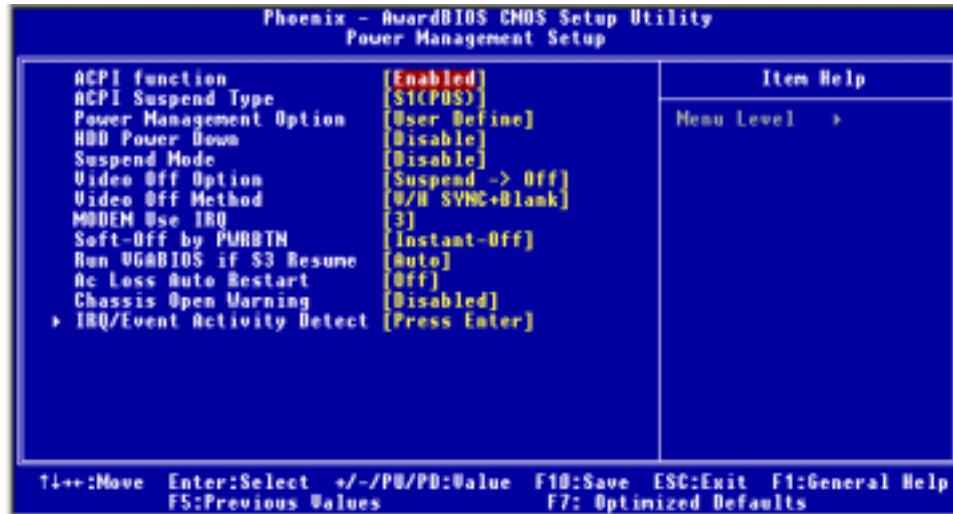 Phoenix - AwardBIOS CMOS Setup Utility
Power Management Setup
ACPI function [Enabled]
ACPI Suspend Type [S1(POS)]
Power Management Option [User Define]
HDD Power Down [Disable]
Suspend Mode [Disable]
Video Off Option [Suspend -> Off]
Video Off Method [V/H SYNC+Blank]
MODEM Use IRQ [3]
Soft-Off by PWRBTN [Instant-Off]
Run VGABIOS if S3 Resume [Auto]
Ac Loss Auto Restart [Off]
Chassis Open Warning [Disabled]
▸ IRQ/Event Activity Detect [Press Enter]
Item Help
Menu Level ▸
↑↓→←:Move Enter:Select +/-/PU/PD:Value F10:Save ESC:Exit F1:General Help
F5:Previous Values F7: Optimized Defaults